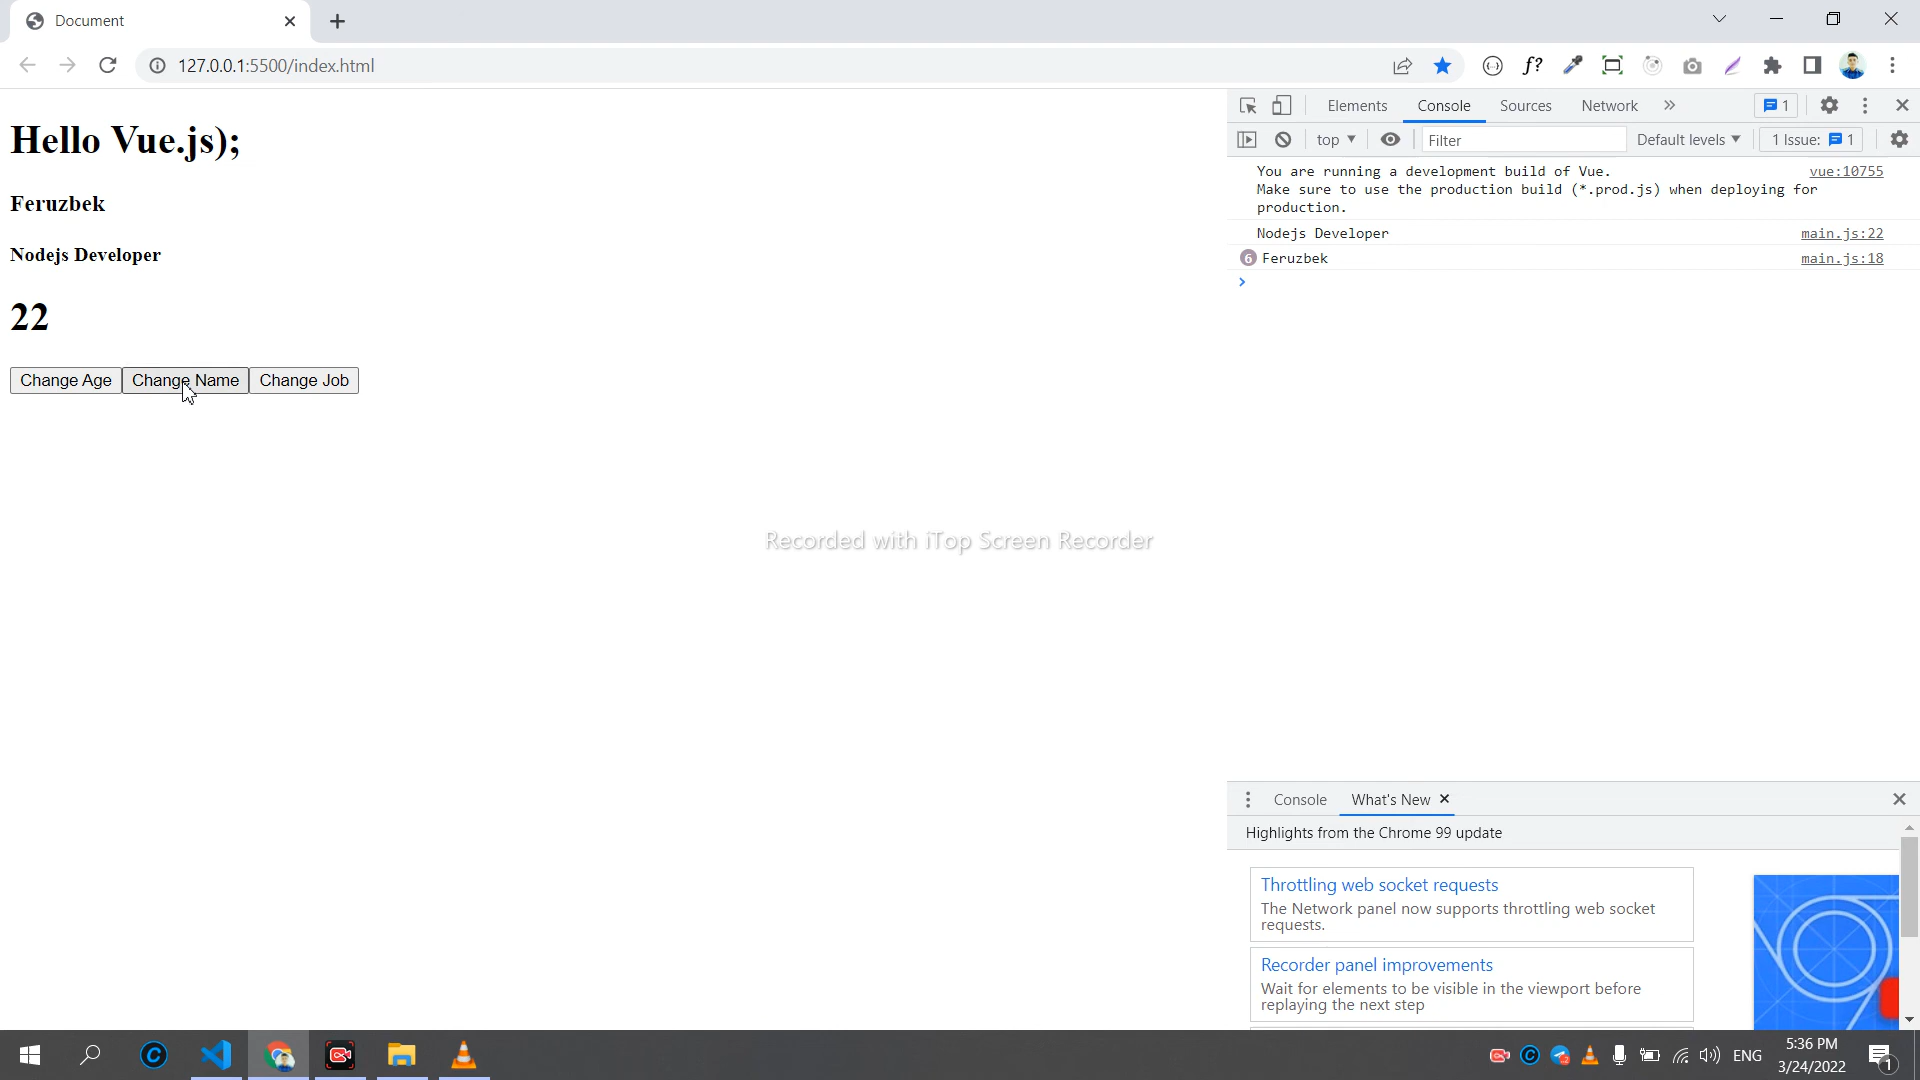 Document
127.0.0.1:5500/index.html
f?
Hello Vue.js);
Feruzbek
Nodejs Developer
22
Change Age Change Name Change Job
Elements Console Sources Network » 1
top Filter Default levels 1 Issue: 1
You are running a development build of Vue. vue:10755
Make sure to use the production build (*.prod.js) when deploying for
production.
Nodejs Developer main.js:22
6 Feruzbek main.js:18
Recorded with iTop Screen Recorder
Console What's New
Highlights from the Chrome 99 update
Throttling web socket requests
The Network panel now supports throttling web socket
requests.
Recorder panel improvements
Wait for elements to be visible in the viewport before
replaying the next step
ENG
5:36 PM
3/24/2022
1